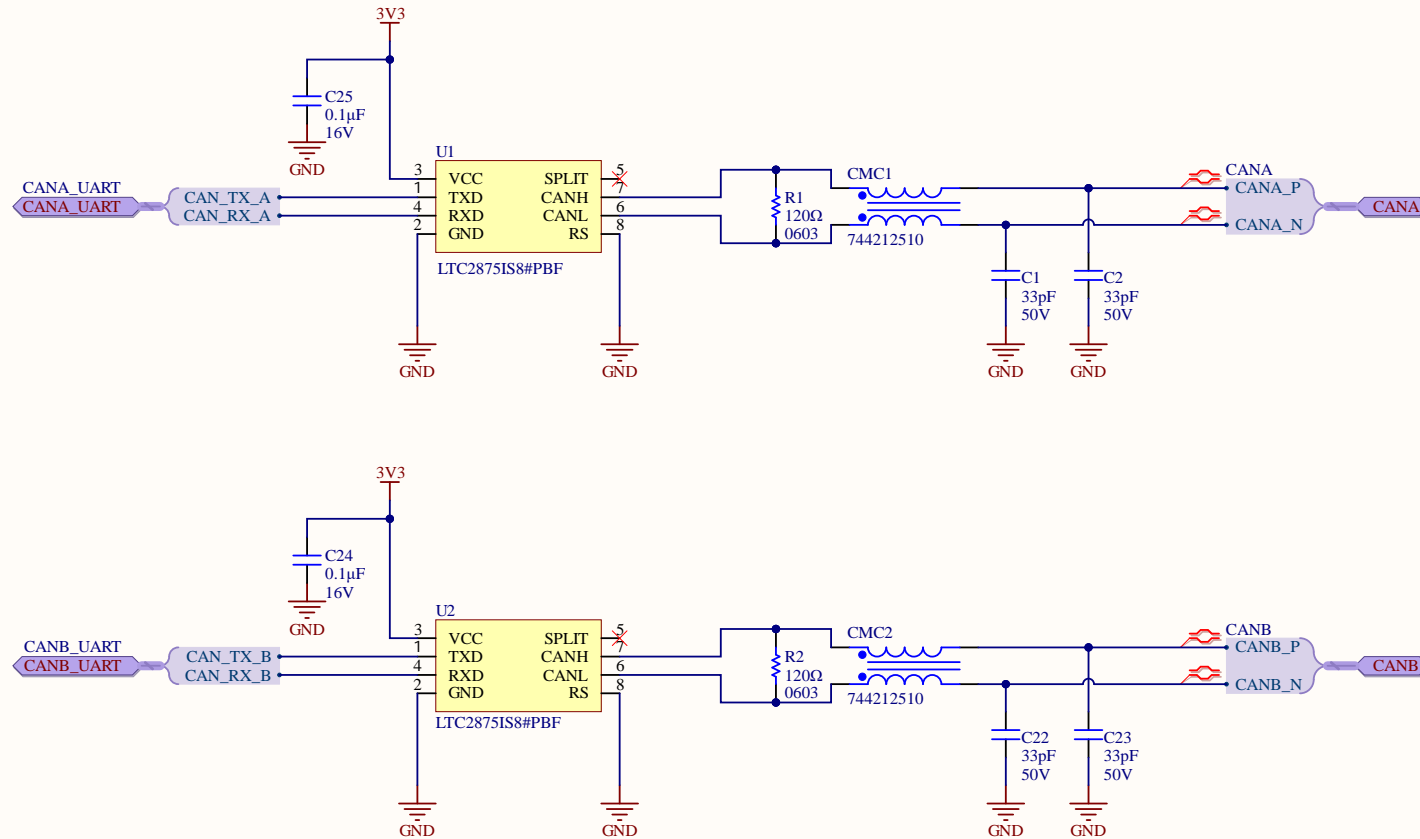 3V3
C25
0.1µF
16V
GND
U1
3 VCC SPLIT 5
1 TXD CANH 7
4 RXD CANL 6
2 GND RS 8
LTC2875IS8#PBF
CANA_UART
CANA_UART
CAN_TX_A
CAN_RX_A
GND
GND
R1
120Ω
0603
CMC1
744212510
C1
33pF
50V
GND
C2
33pF
50V
GND
CANA
CANA_P
CANA_N
CANA
3V3
C24
0.1µF
16V
GND
U2
3 VCC SPLIT 5
1 TXD CANH 7
4 RXD CANL 6
2 GND RS 8
LTC2875IS8#PBF
CANB_UART
CANB_UART
CAN_TX_B
CAN_RX_B
GND
GND
R2
120Ω
0603
CMC2
744212510
C22
33pF
50V
GND
C23
33pF
50V
GND
CANB
CANB_P
CANB_N
CANB